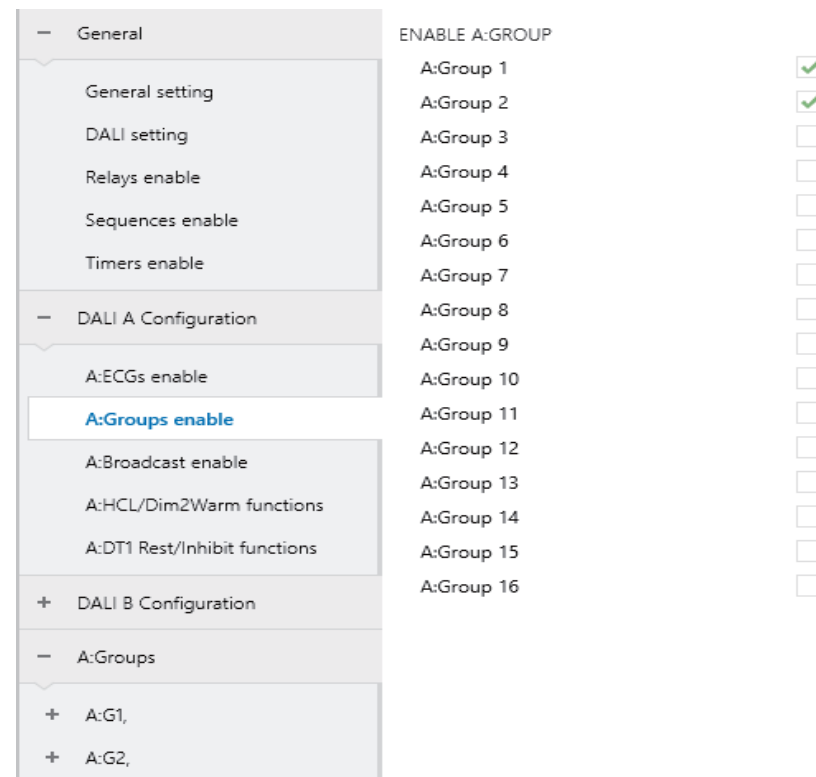 General
General setting
DALI setting
Relays enable
Sequences enable
Timers enable
DALI A Configuration
A:ECGs enable
A:Groups enable
A:Broadcast enable
A:HCL/Dim2Warm functions
A:DT1 Rest/Inhibit functions
DALI B Configuration
A:Groups
A:G1,
A:G2,
ENABLE A:GROUP
A:Group 1
A:Group 2
A:Group 3
A:Group 4
A:Group 5
A:Group 6
A:Group 7
A:Group 8
A:Group 9
A:Group 10
A:Group 11
A:Group 12
A:Group 13
A:Group 14
A:Group 15
A:Group 16